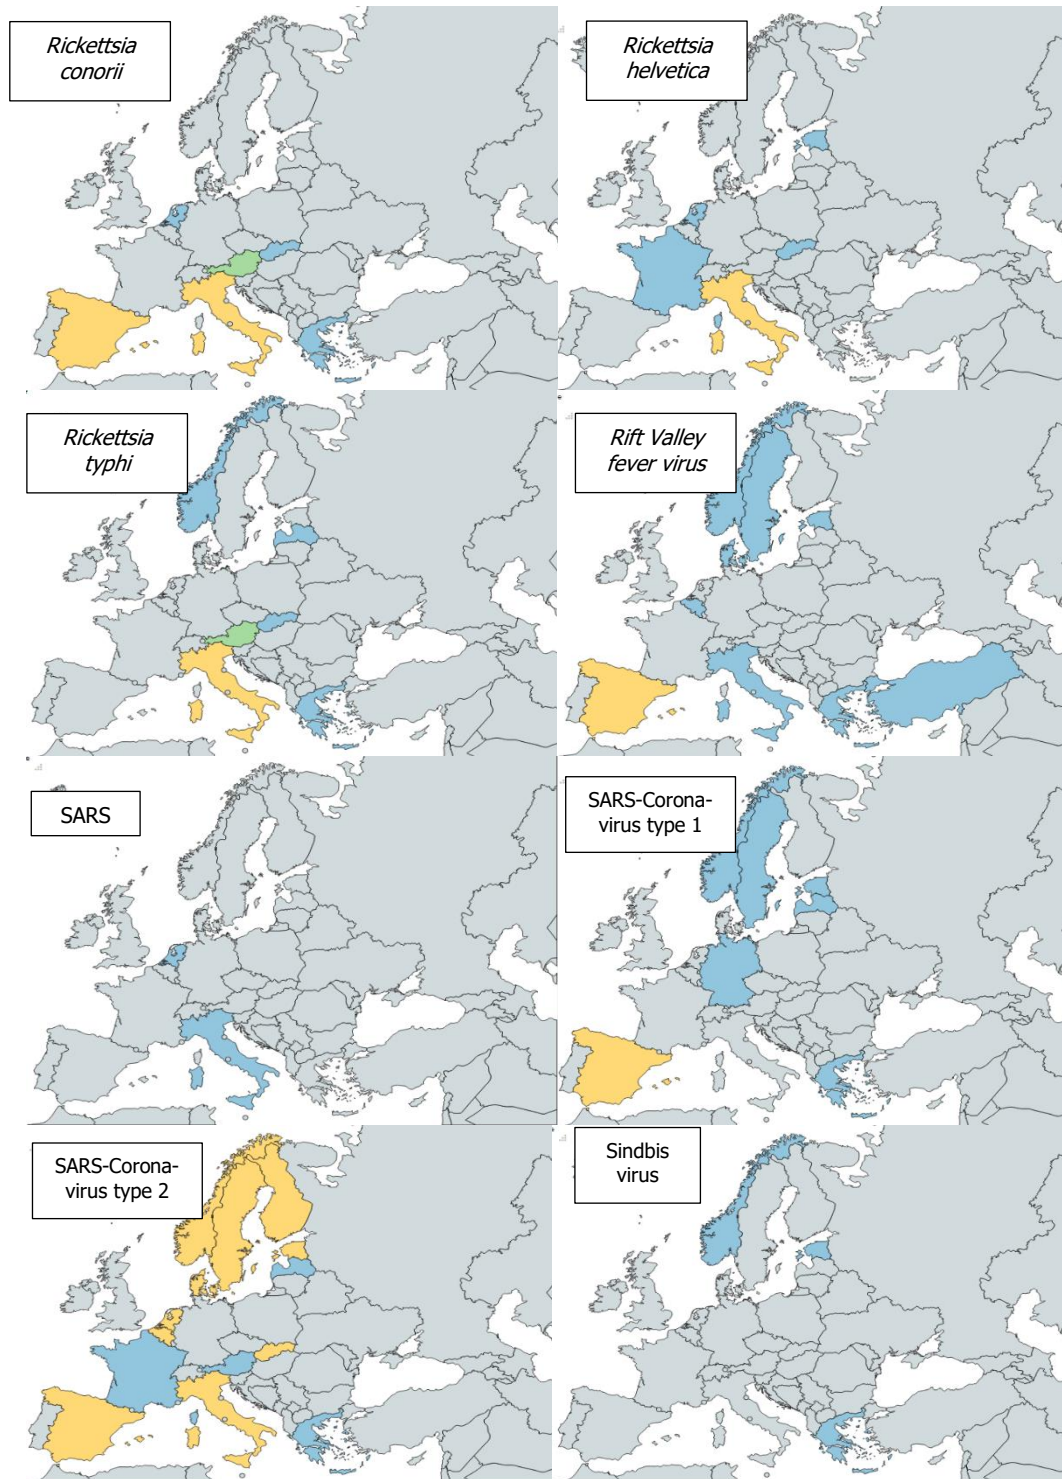 Rickettsia
conorii
Rickettsia
helvetica
Rickettsia
typhi
Rift Valley
fever virus
SARS
SARS-Corona-
virus type 1
SARS-Corona-
virus type 2
Sindbis
virus